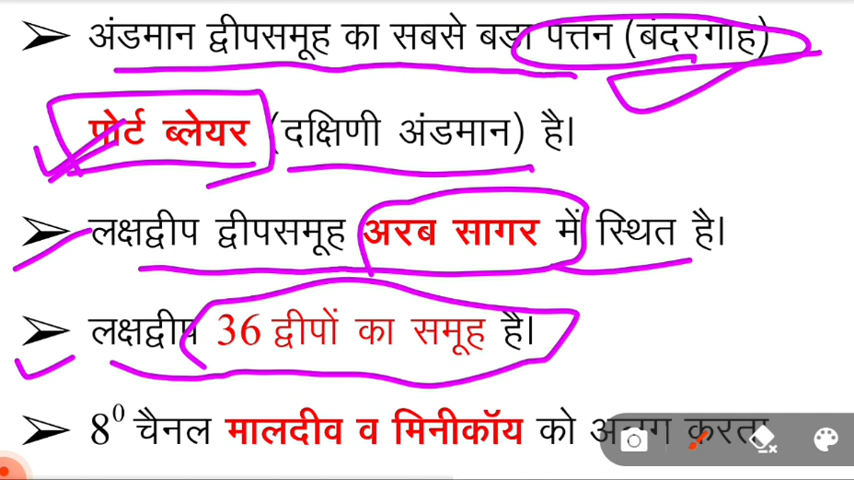 ➢ अंडमान द्वीपसमूह का सबसे बडा पत्तन (बंदरगाह)
पोर्ट ब्लेयर (दक्षिणी अंडमान) है।
➢ लक्षद्वीप द्वीपसमूह अरब सागर में स्थित है।
➢ लक्षद्वीप 36 द्वीपों का समूह है।
➢ 8⁰ चैनल मालदीव व मिनीकॉय को करता